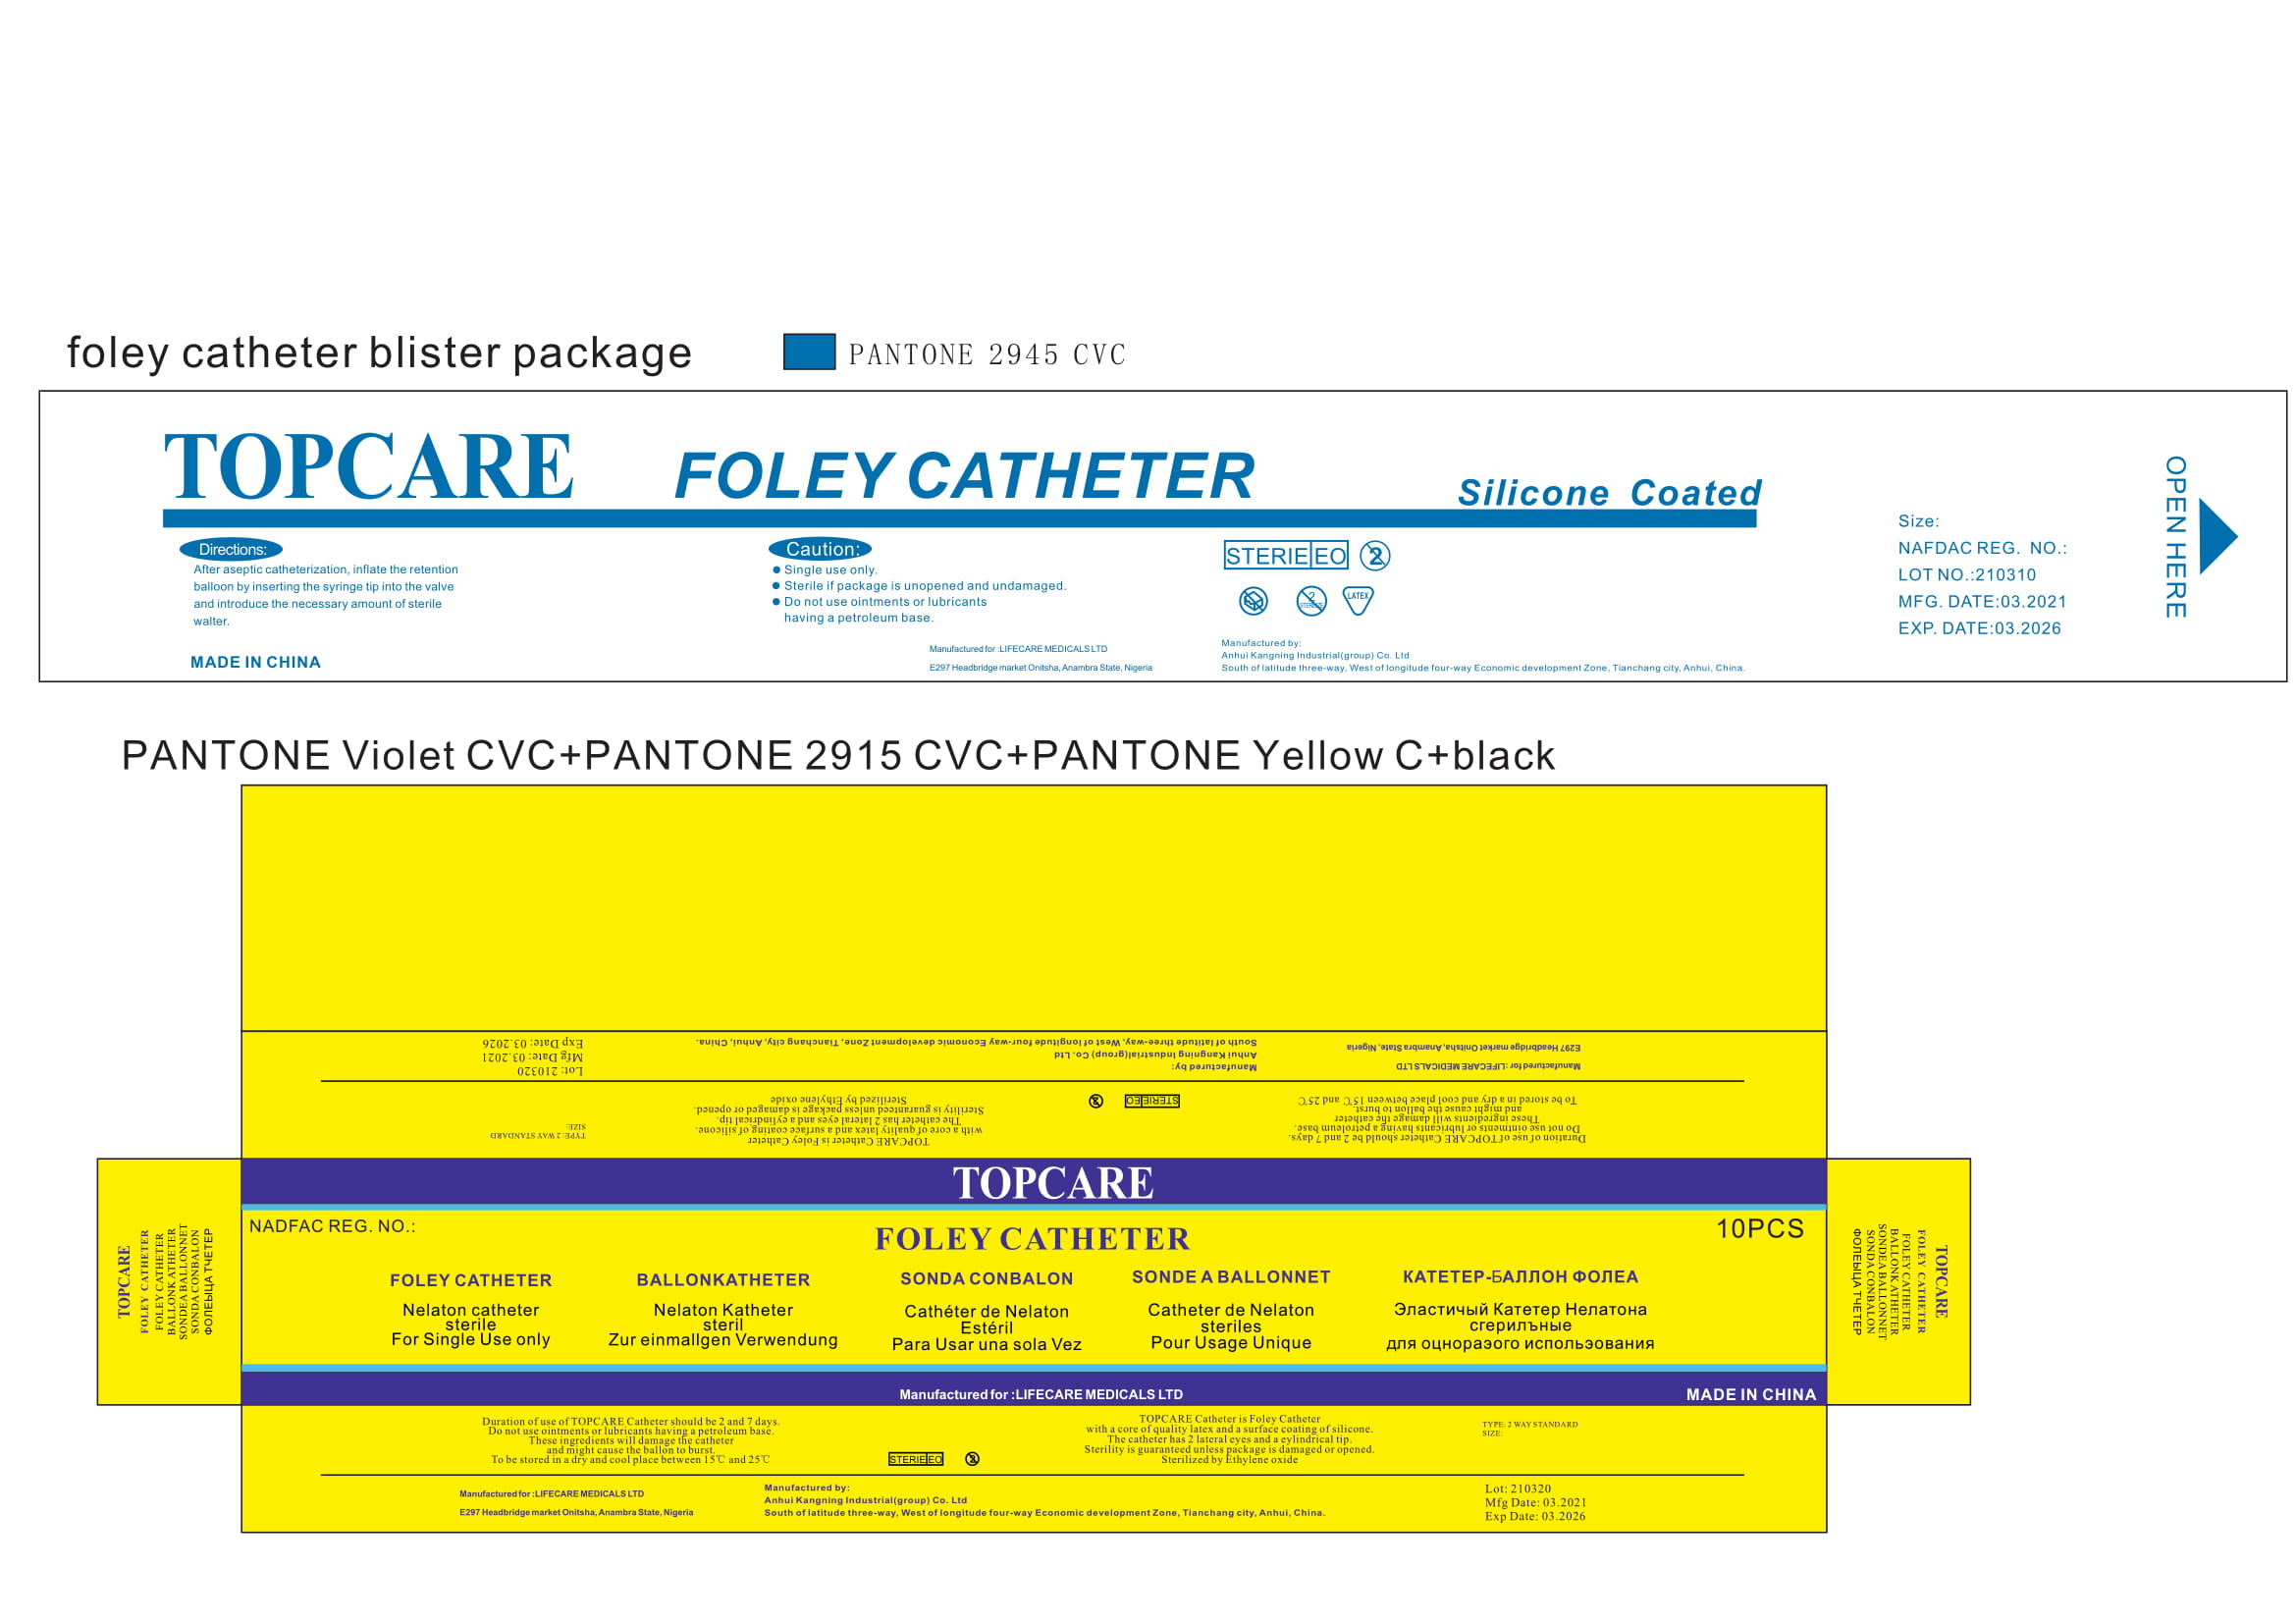 foley catheter blister package
PANTONE 2945 CVC
TOPCARE
FOLEY CATHETER
Silicone Coated
Directions:
After aseptic catheterization, inflate the retention
balloon by inserting the syringe tip into the valve
and introduce the necessary amount of sterile
walter.
MADE IN CHINA
Caution:
Single use only.
Sterile if package is unopened and undamaged.
Do not use ointments or lubricants
having a petroleum base.
Manufactured for :LIFECARE MEDICALS LTD
E297 Headbridge market Onitsha, Anambra State, Nigeria
STERIE EO
2
2
LATEX
Manufactured by:
Anhui Kangning Industrial(group) Co. Ltd
South of latitude three-way, West of longitude four-way Economic development Zone, Tianchang city, Anhui, China.
Size:
NAFDAC REG. NO.:
LOT NO.:210310
MFG. DATE:03.2021
EXP. DATE:03.2026
OPEN HERE
PANTONE Violet CVC+PANTONE 2915 CVC+PANTONE Yellow C+black
Manufactured for :LIFECARE MEDICALS LTD
E297 Headbridge market Onitsha, Anambra State, Nigeria
Manufactured by:
Anhui Kangning Industrial(group) Co. Ltd
South of latitude three-way, West of longitude four-way Economic development Zone, Tianchang city, Anhui, China.
Lot: 210320
Mfg Date: 03.2021
Exp Date: 03.2026
Duration of use of TOPCARE Catheter should be 2 and 7 days.
Do not use ointments or lubricants having a petroleum base.
These ingredients will damage the catheter
and might cause the ballon to burst.
To be stored in a dry and cool place between 15℃ and 25℃
STERIE EO
2
TOPCARE Catheter is Foley Catheter
with a core of quality latex and a surface coating of silicone.
The catheter has 2 lateral eyes and a eylindrical tip.
Sterility is guaranteed unless package is damaged or opened.
Sterilized by Ethylene oxide
TYPE: 2 WAY STANDARD
SIZE:
TOPCARE
NADFAC REG. NO.:
FOLEY CATHETER
10PCS
FOLEY CATHETER
Nelaton catheter
sterile
For Single Use only
BALLONKATHETER
Nelaton Katheter
steril
Zur einmallgen Verwendung
SONDA CONBALON
Cathéter de Nelaton
Estéril
Para Usar una sola Vez
SONDE A BALLONNET
Catheter de Nelaton
steriles
Pour Usage Unique
КАТЕТЕР-БАЛЛОН ФОЛЕА
Эластичый Катетер Нелатона
сгерилъные
для оцноразого использования
Manufactured for :LIFECARE MEDICALS LTD
MADE IN CHINA
TOPCARE
FOLEY CATHETER
FOLEY CATHETER
BALLONK ATHETER
SONDEA BALLONNET
SONDA CONBALON
ФОЛЕЫЦА ТЧЕТЕР
TOPCARE
FOLEY CATHETER
FOLEY CATHETER
BALLONK ATHETER
SONDEA BALLONNET
SONDA CONBALON
ФОЛЕЫЦА ТЧЕТЕР
Duration of use of TOPCARE Catheter should be 2 and 7 days.
Do not use ointments or lubricants having a petroleum base.
These ingredients will damage the catheter
and might cause the ballon to burst.
To be stored in a dry and cool place between 15℃ and 25℃
STERIE EO
2
TOPCARE Catheter is Foley Catheter
with a core of quality latex and a surface coating of silicone.
The catheter has 2 lateral eyes and a eylindrical tip.
Sterility is guaranteed unless package is damaged or opened.
Sterilized by Ethylene oxide
TYPE: 2 WAY STANDARD
SIZE:
Manufactured for :LIFECARE MEDICALS LTD
E297 Headbridge market Onitsha, Anambra State, Nigeria
Manufactured by:
Anhui Kangning Industrial(group) Co. Ltd
South of latitude three-way, West of longitude four-way Economic development Zone, Tianchang city, Anhui, China.
Lot: 210320
Mfg Date: 03.2021
Exp Date: 03.2026